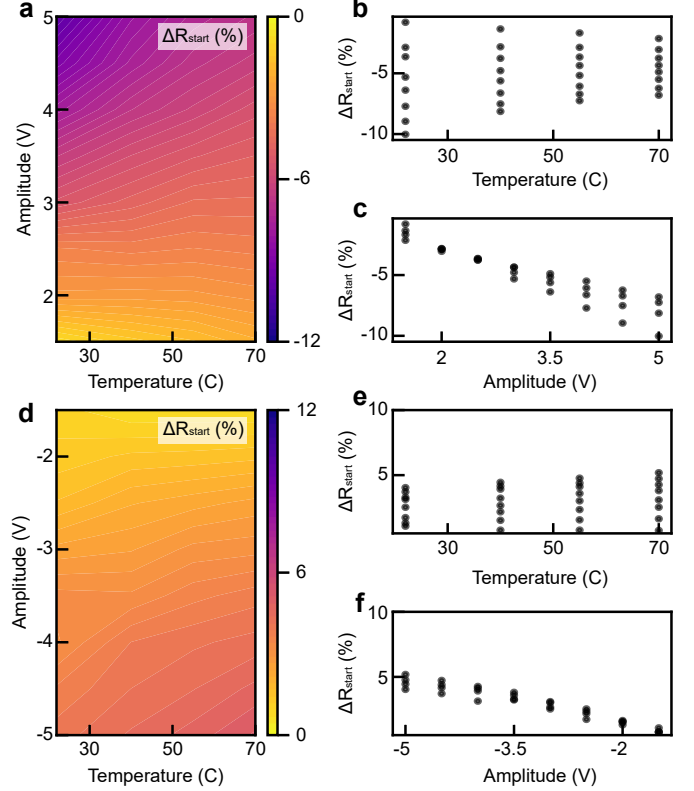 a
5
4
3
2
Amplitude (V)
ΔRstart (%)
30
50
70
Temperature (C)
0
-6
-12
b
-5
-10
ΔRstart (%)
30
50
70
Temperature (C)
c
-5
-10
ΔRstart (%)
2
3.5
5
Amplitude (V)
d
-2
-3
-4
-5
Amplitude (V)
ΔRstart (%)
30
50
70
Temperature (C)
12
6
0
e
10
5
ΔRstart (%)
30
50
70
Temperature (C)
f
10
5
ΔRstart (%)
-5
-3.5
-2
Amplitude (V)